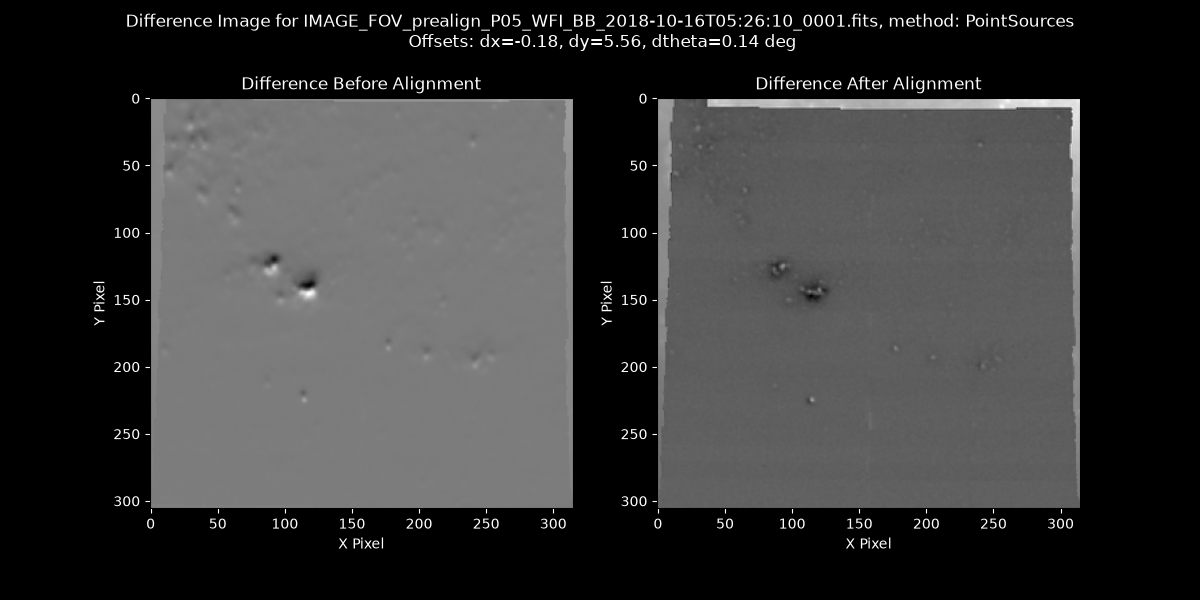 Difference Image for IMAGE_FOV_prealign_P05_WFI_BB_2018-10-16T05:26:10_0001.fits, method: PointSources
Offsets: dx=-0.18, dy=5.56, dtheta=0.14 deg
Difference Before Alignment
0
50
100
150
200
250
300
Y Pixel
0 50 100 150 200 250 300
X Pixel
Difference After Alignment
0
50
100
150
200
250
300
Y Pixel
0 50 100 150 200 250 300
X Pixel